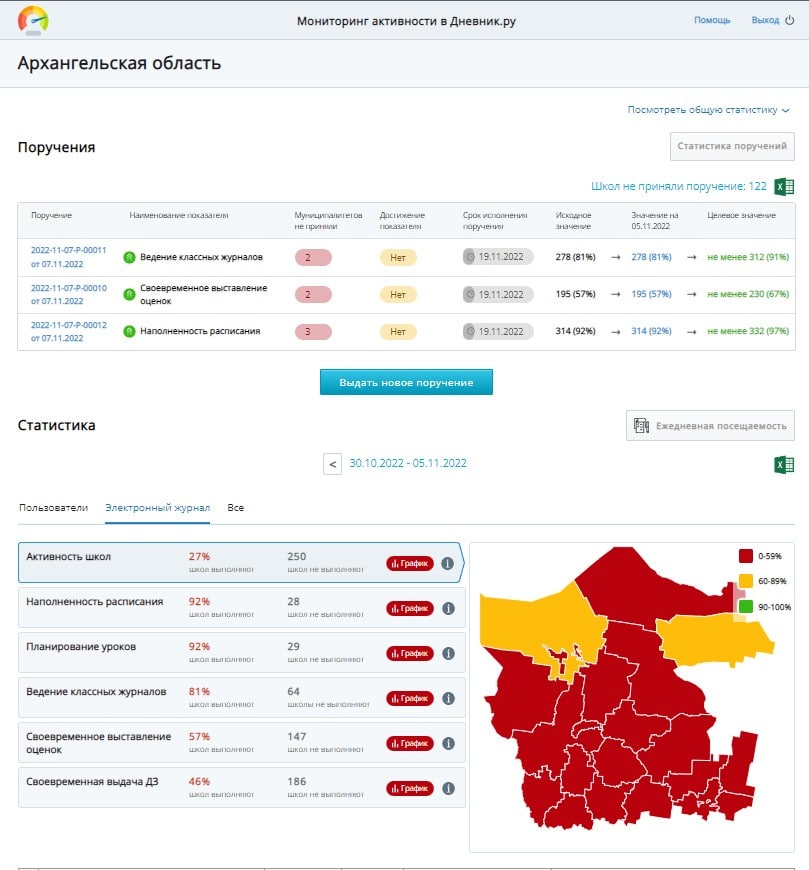 Мониторинг активности в Дневник.ру
Помощь
Выход
Архангельская область
Посмотреть общую статистику
Поручения
Статистика поручений
Школ не приняли поручение: 122
Поручение
Наименование показателя
Муниципалитетов не приняли
Достижение показателя
Срок исполнения поручения
Исходное значение
Значение на 05.11.2022
Целевое значение
2022-11-07-P-00011 от 07.11.2022
Ведение классных журналов
2
Нет
19.11.2022
278 (81%)
→ 278 (81%)
→ не менее 312 (91%)
2022-11-07-P-00010 от 07.11.2022
Своевременное выставление оценок
2
Нет
19.11.2022
195 (57%)
→ 195 (57%)
→ не менее 230 (67%)
2022-11-07-P-00012 от 07.11.2022
Наполненность расписания
3
Нет
19.11.2022
314 (92%)
→ 314 (92%)
→ не менее 332 (97%)
Выдать новое поручение
Статистика
Ежедневная посещаемость
< 30.10.2022 - 05.11.2022
Пользователи
Электронный журнал
Все
Активность школ
27%
школ выполняют
250
школ не выполняют
График
Наполненность расписания
92%
школ выполняют
28
школ не выполняют
График
Планирование уроков
92%
школ выполняют
29
школ не выполняют
График
Ведение классных журналов
81%
школ выполняют
64
школы не выполняют
График
Своевременное выставление оценок
57%
школ выполняют
147
школ не выполняют
График
Своевременная выдача ДЗ
46%
школ выполняют
186
школ не выполняют
График
0-59%
60-89%
90-100%